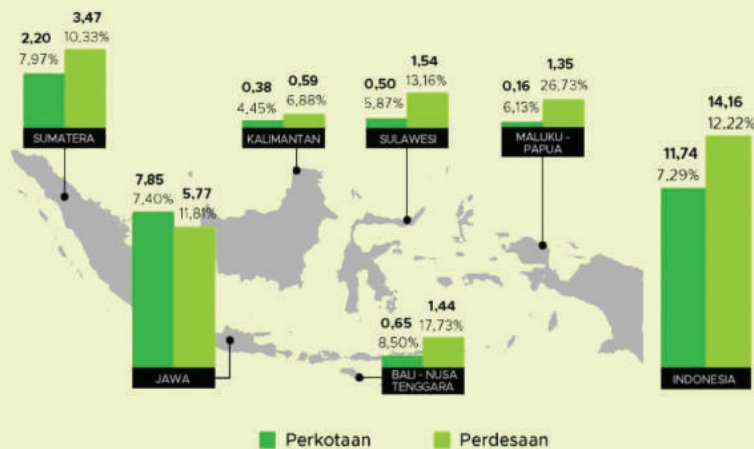 2,20
7,97%
3,47
10,33%
SUMATERA
0,38
4,45%
0,59
6,88%
KALIMANTAN
0,50
5,87%
1,54
13,16%
SULAWESI
0,16
6,13%
1,35
26,73%
MALUKU -
PAPUA
7,85
7,40%
5,77
11,81%
JAWA
0,65
8,50%
1,44
17,73%
BALI - NUSA
TENGGARA
11,74
7,29%
14,16
12,22%
INDONESIA
Perkotaan
Perdesaan